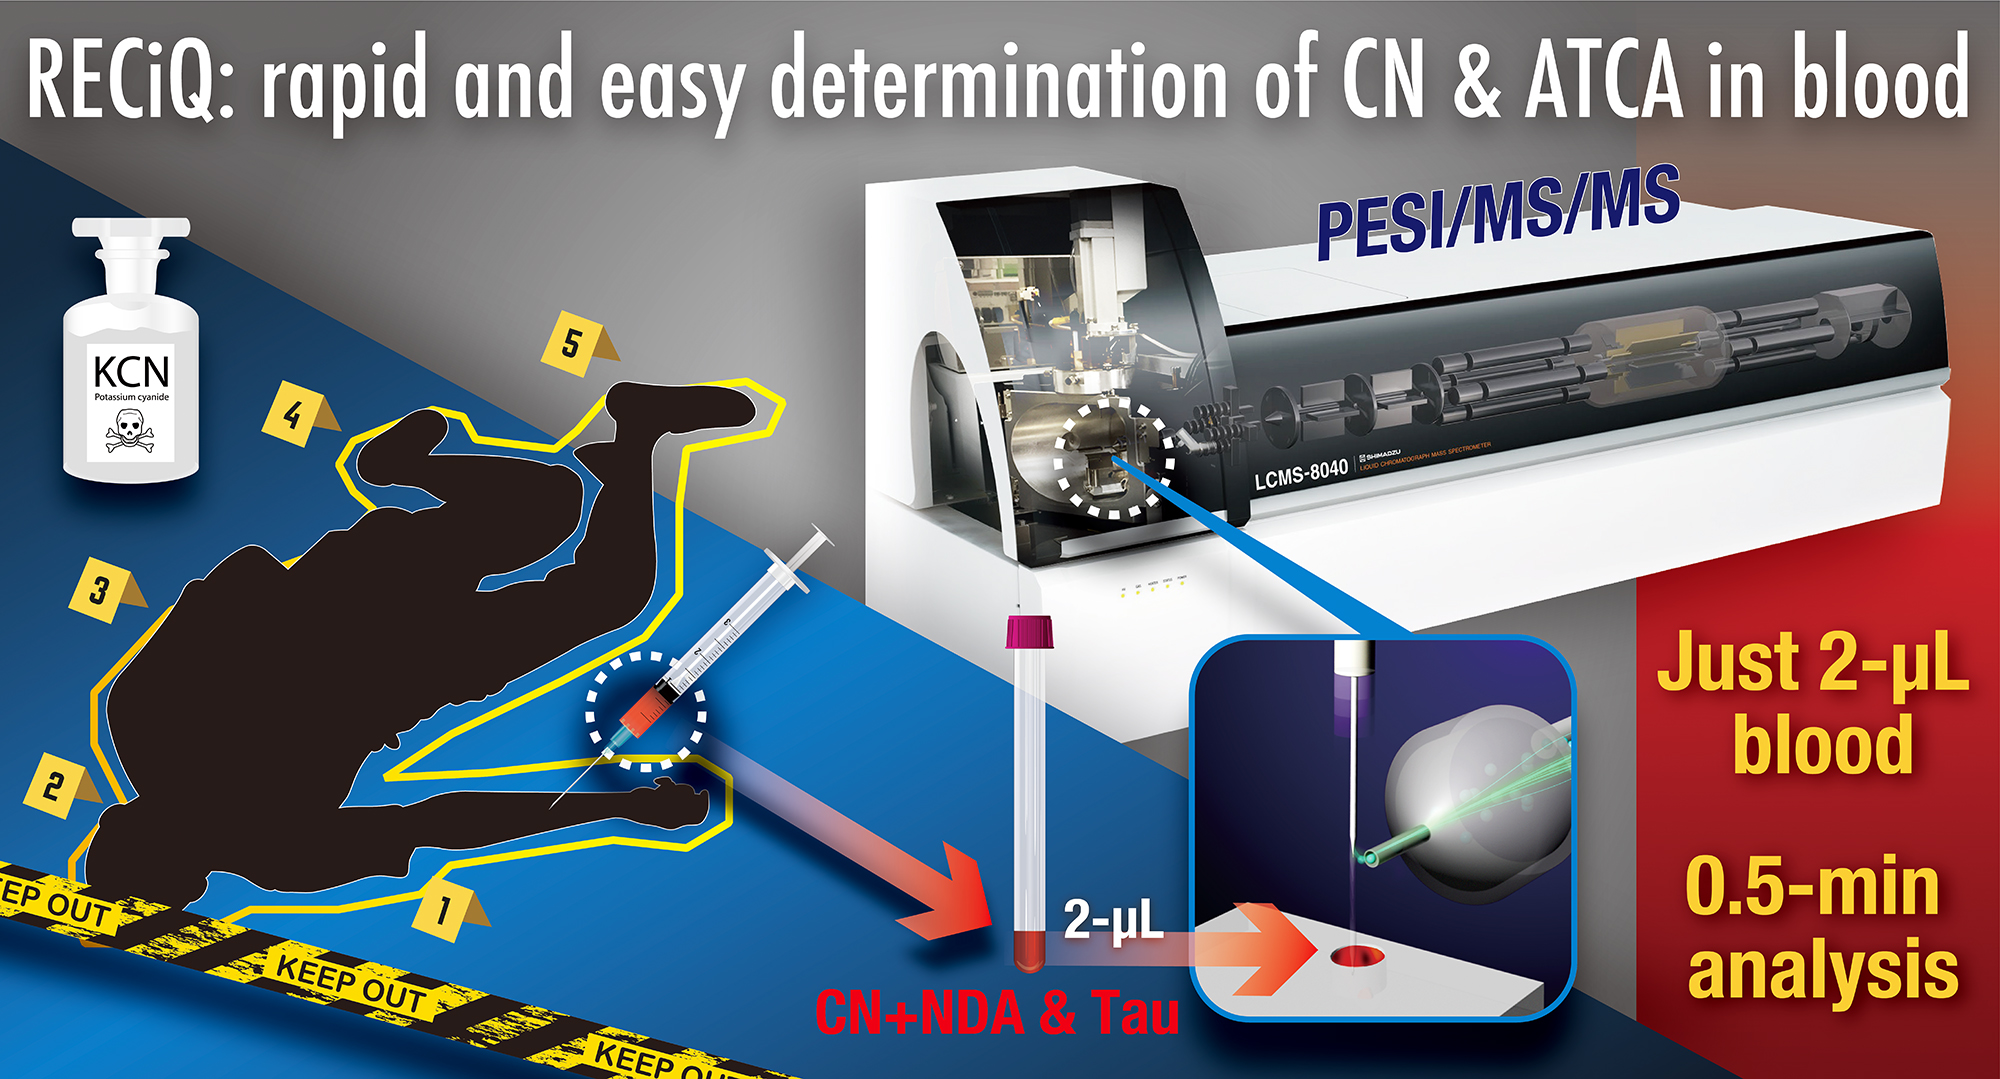 RECiQ: rapid and easy determination of CN & ATCA in blood
PESI/MS/MS
KCN
Potassium cyanide
5
4
3
2
1
LCMS-8040
SHIMADZU
LIQUID CHROMATOGRAPH MASS SPECTROMETER
3
2
Just 2-µL
blood
0.5-min
analysis
2-µL
CN+NDA & Tau
EP OUT
KEEP OUT
KEEP OU